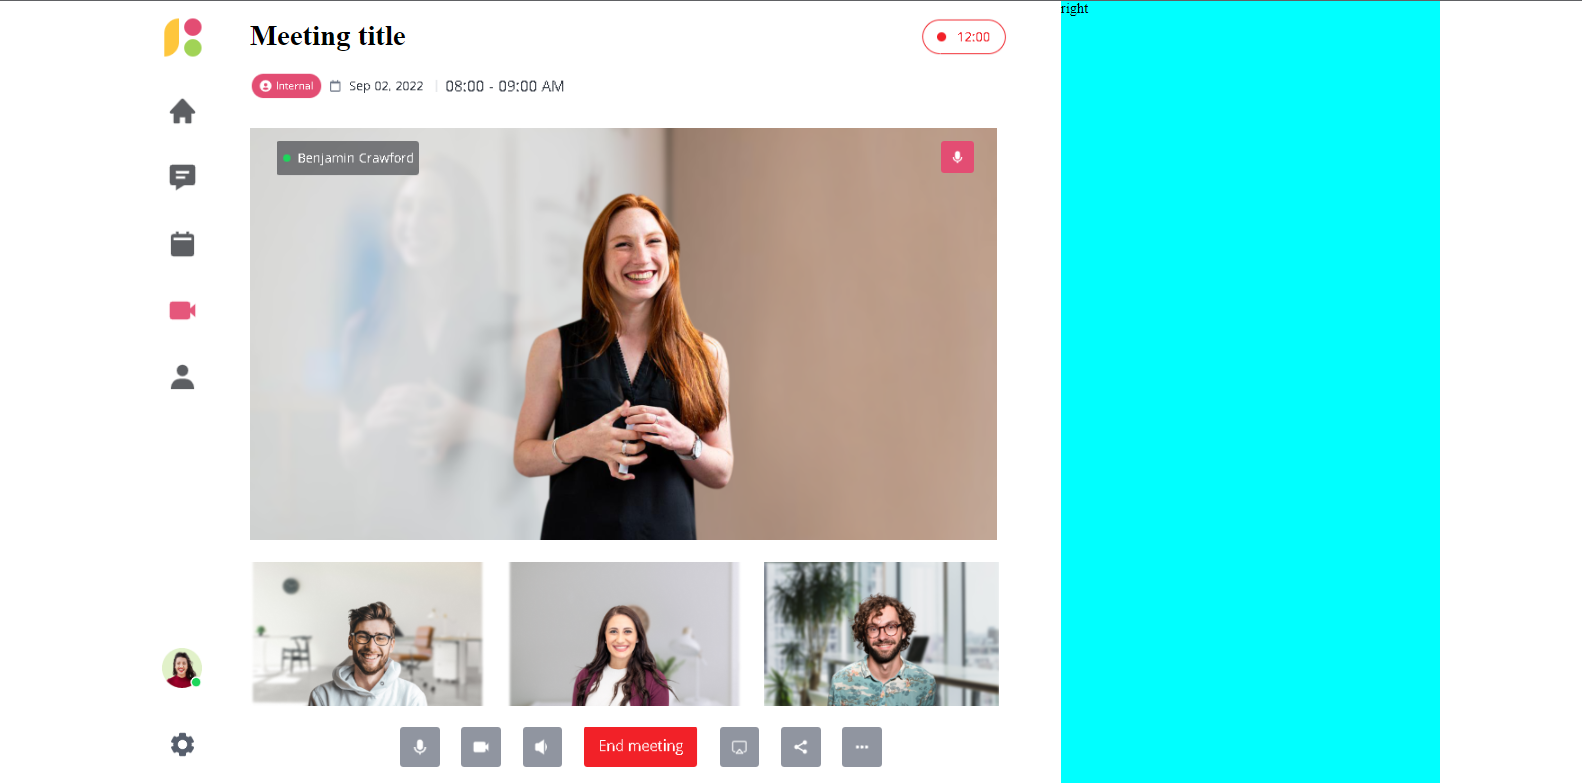 Meeting title
12:00
Internal
Sep 02, 2022
08:00 - 09:00 AM
Benjamin Crawford
End meeting
right